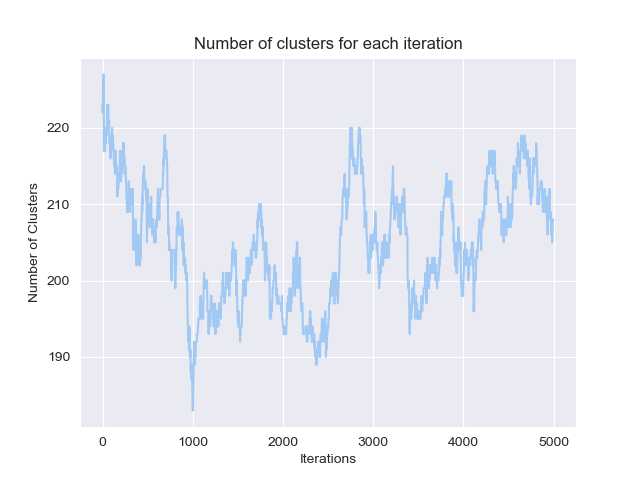 Number of clusters for each iteration
220
210
200
190
Number of Clusters
0 1000 2000 3000 4000 5000
Iterations